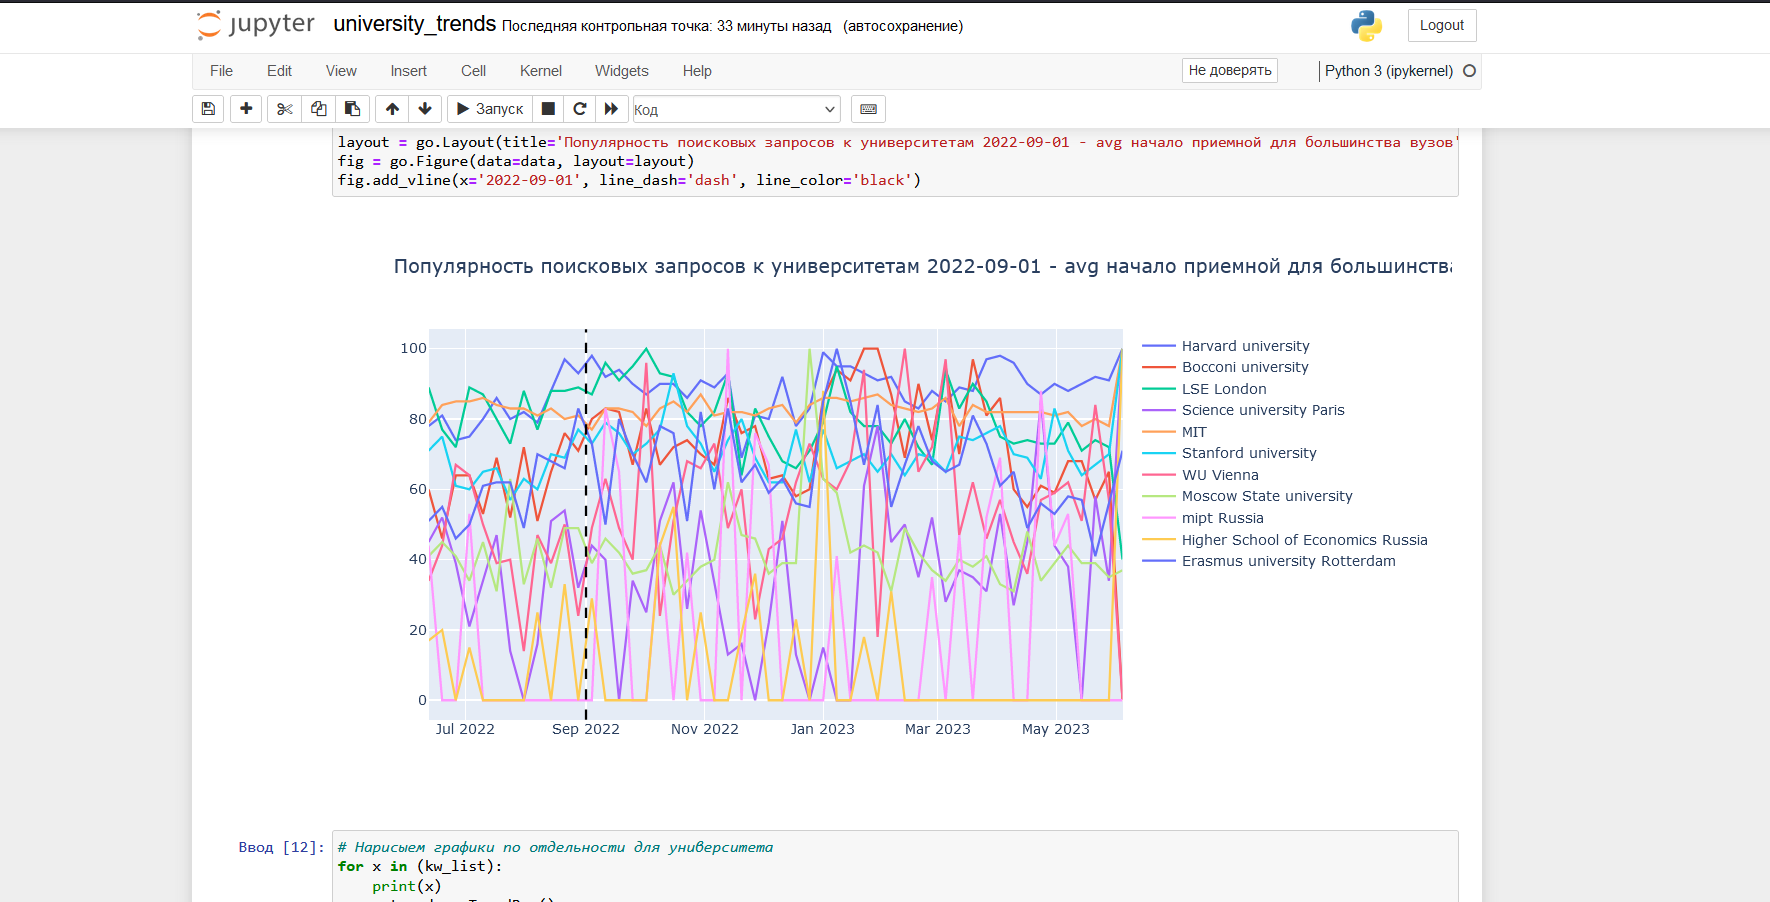 jupyter university_trends Последняя контрольная точка: 33 минуты назад (автосохранение) Logout
File Edit View Insert Cell Kernel Widgets Help Не доверять Python 3 (ipykernel)
Запуск Код
layout = go.Layout(title='Популярность поисковых запросов к университетам 2022-09-01 - avg начало приемной для большинства вузов'
fig = go.Figure(data=data, layout=layout)
fig.add_vline(x='2022-09-01', line_dash='dash', line_color='black')
Популярность поисковых запросов к университетам 2022-09-01 - avg начало приемной для большинства
100
80
60
40
20
0
Jul 2022 Sep 2022 Nov 2022 Jan 2023 Mar 2023 May 2023
Harvard university
Bocconi university
LSE London
Science university Paris
MIT
Stanford university
WU Vienna
Moscow State university
mipt Russia
Higher School of Economics Russia
Erasmus university Rotterdam
Ввод [12]: # Нарисыем графики по отдельности для университета
for x in (kw_list):
print(x)